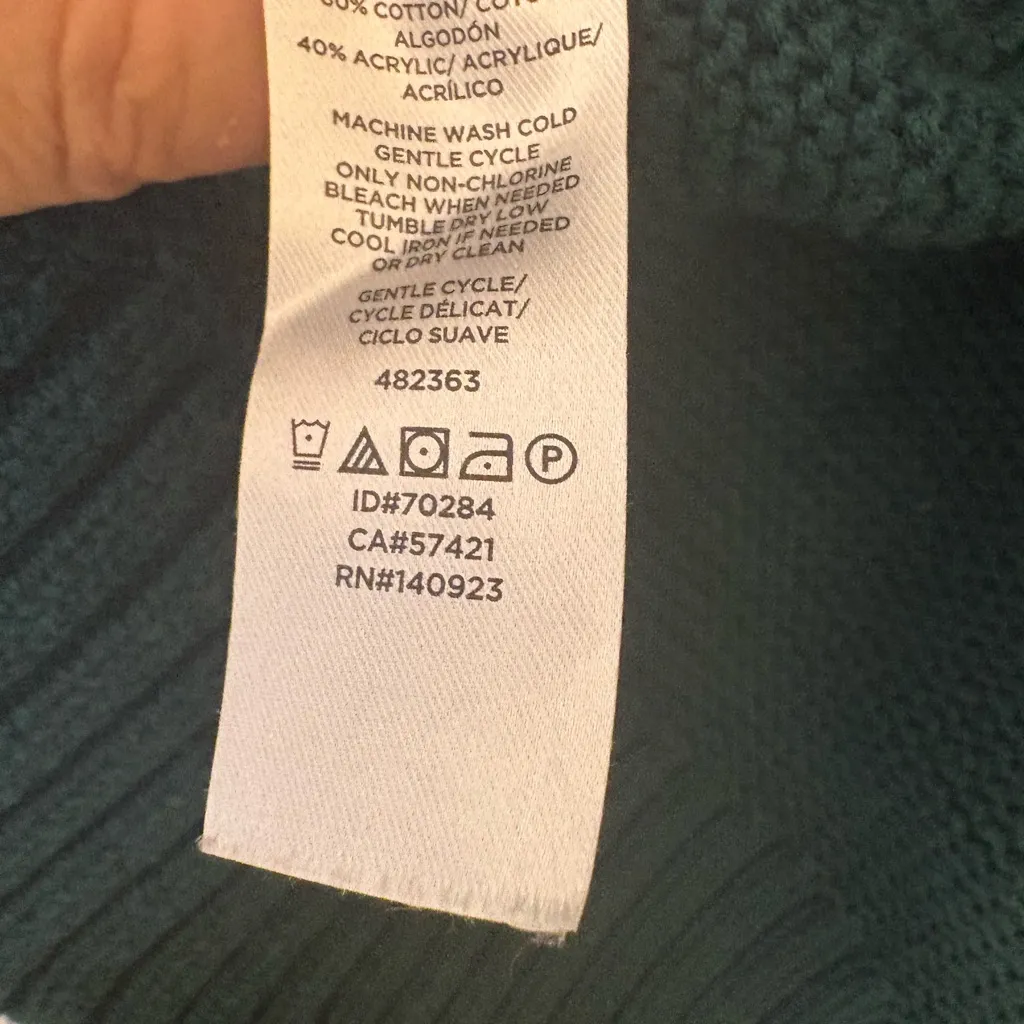 COTTON/
ALGODÓN
40% ACRYLIC/ ACRYLIQUE/
ACRÍLICO
MACHINE WASH COLD
GENTLE CYCLE
ONLY NON-CHLORINE
BLEACH WHEN NEEDED
TUMBLE DRY LOW
COOL IRON IF NEEDED
OR DRY CLEAN
GENTLE CYCLE/
CYCLE DÉLICAT/
CICLO SUAVE
482363
P
ID#70284
CA#57421
RN#140923